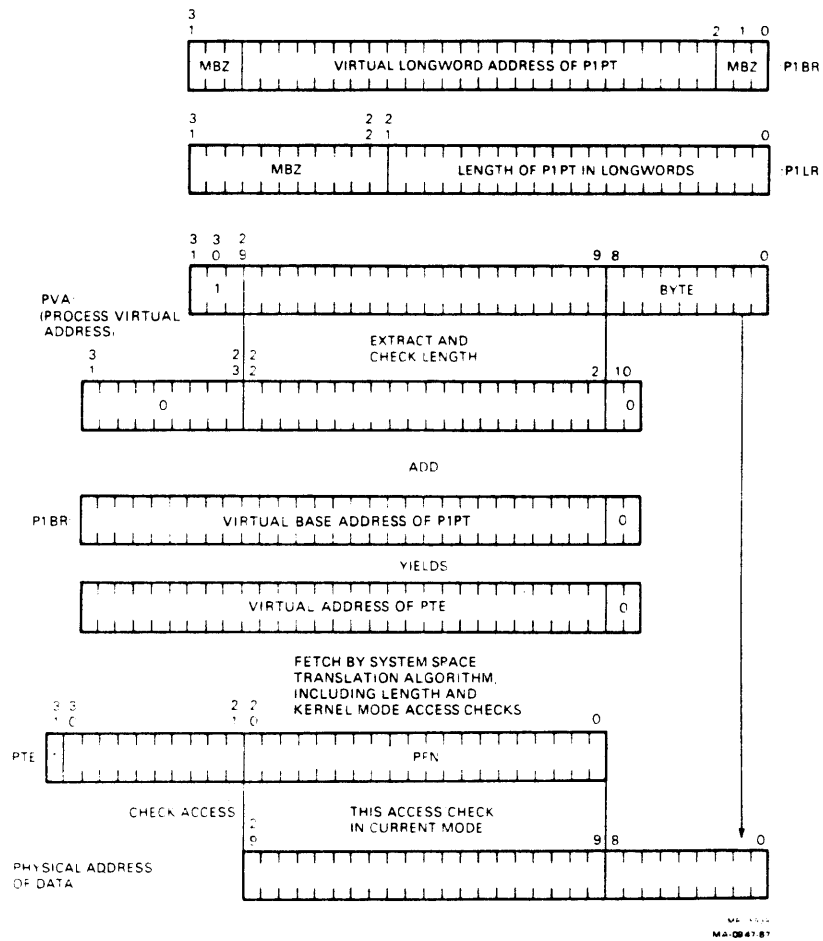 3
1 2 1 0
MBZ VIRTUAL LONGWORD ADDRESS OF P1PT MBZ :P1BR
3 2 2
1 2 1 0
MBZ LENGTH OF P1PT IN LONGWORDS :P1LR
3 3 2
1 0 9 9 8 0
1 BYTE
PVA:
(PROCESS VIRTUAL
ADDRESS)
EXTRACT AND
CHECK LENGTH
3 2 2
1 3 2 2 10
0 0
ADD
P1BR: VIRTUAL BASE ADDRESS OF P1PT 0
YIELDS
VIRTUAL ADDRESS OF PTE 0
FETCH BY SYSTEM SPACE
TRANSLATION ALGORITHM,
INCLUDING LENGTH AND
KERNEL MODE ACCESS CHECKS
3 3 2 2
1 0 1 0 0
PTE 1 PFN
CHECK ACCESS
THIS ACCESS CHECK
IN CURRENT MODE
2
9 9 8 0
PHYSICAL ADDRESS
OF DATA
MA-0947-87